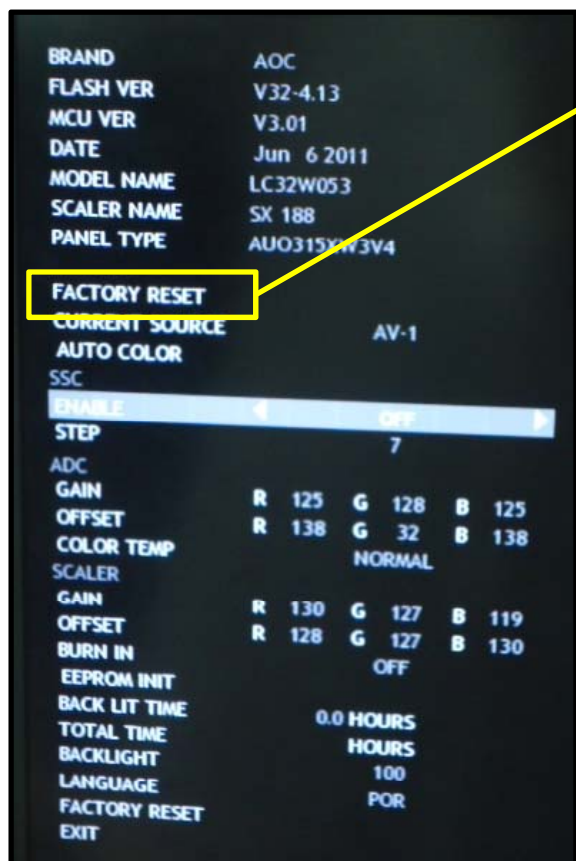 BRAND AOC
FLASH VER V32-4.13
MCU VER V3.01
DATE Jun 6 2011
MODEL NAME LC32W053
SCALER NAME SX 188
PANEL TYPE AUO315XW3V4
FACTORY RESET
CURRENT SOURCE AV-1
AUTO COLOR
SSC
ENABLE OFF
STEP 7
ADC
GAIN R 125 G 128 B 125
OFFSET R 138 G 32 B 138
COLOR TEMP NORMAL
SCALER
GAIN R 130 G 127 B 119
OFFSET R 128 G 127 B 130
BURN IN OFF
EEPROM INIT
BACK LIT TIME 0.0 HOURS
TOTAL TIME HOURS
BACKLIGHT 100
LANGUAGE POR
FACTORY RESET
EXIT